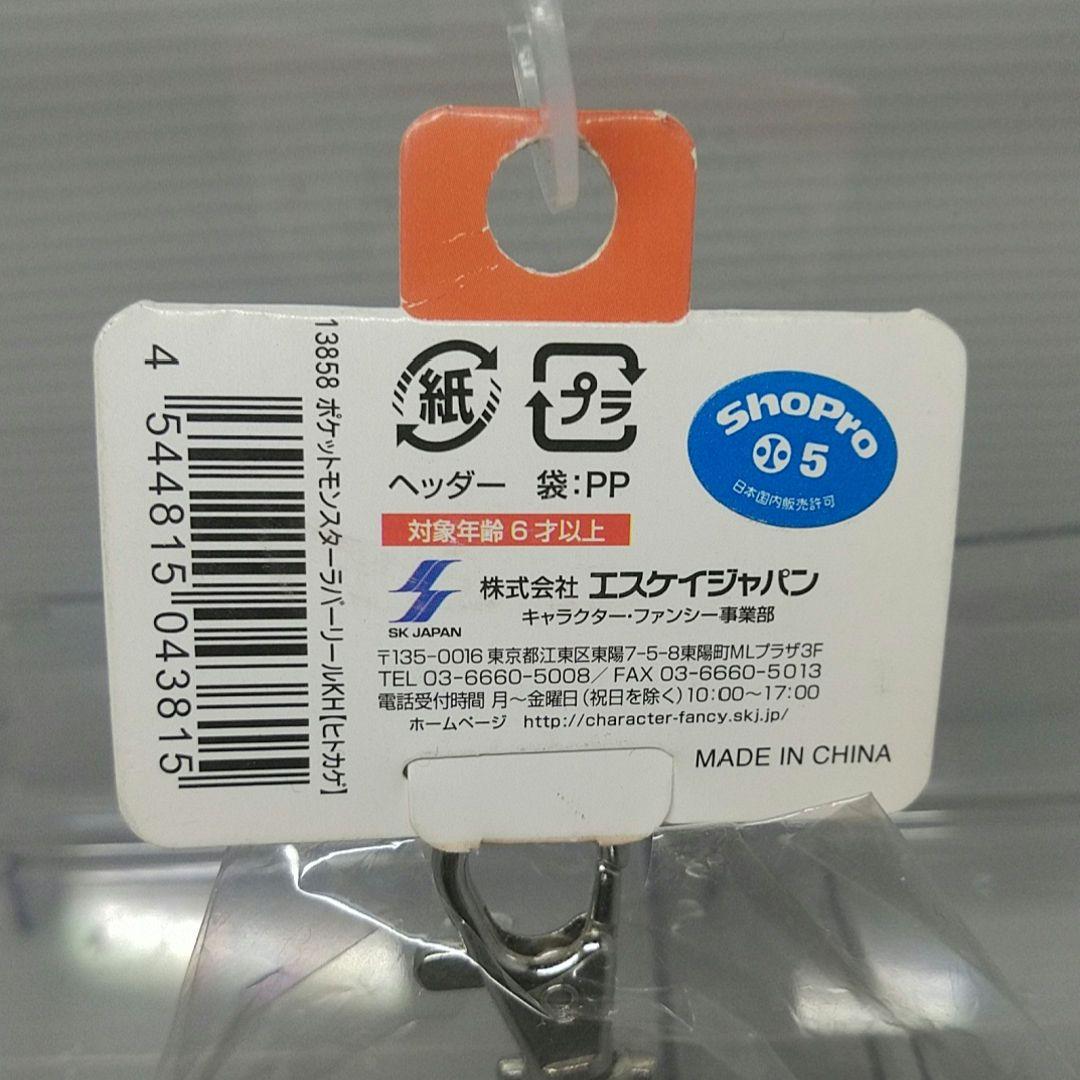 13858 ポケットモンスターラバーリールKH【ヒトカゲ】
4 544815 043815
紙
プラ
ヘッダー 袋：PP
ShoPro
5
日本国内販売許可
対象年齢6才以上
SK JAPAN
株式会社 エスケイジャパン
キャラクター・ファンシー事業部
〒135-0016 東京都江東区東陽7-5-8東陽町MLプラザ3F
TEL 03-6660-5008／FAX 03-6660-5013
電話受付時間 月〜金曜日（祝日を除く）10：00〜17：00
ホームページ http://character-fancy.skj.jp/
MADE IN CHINA